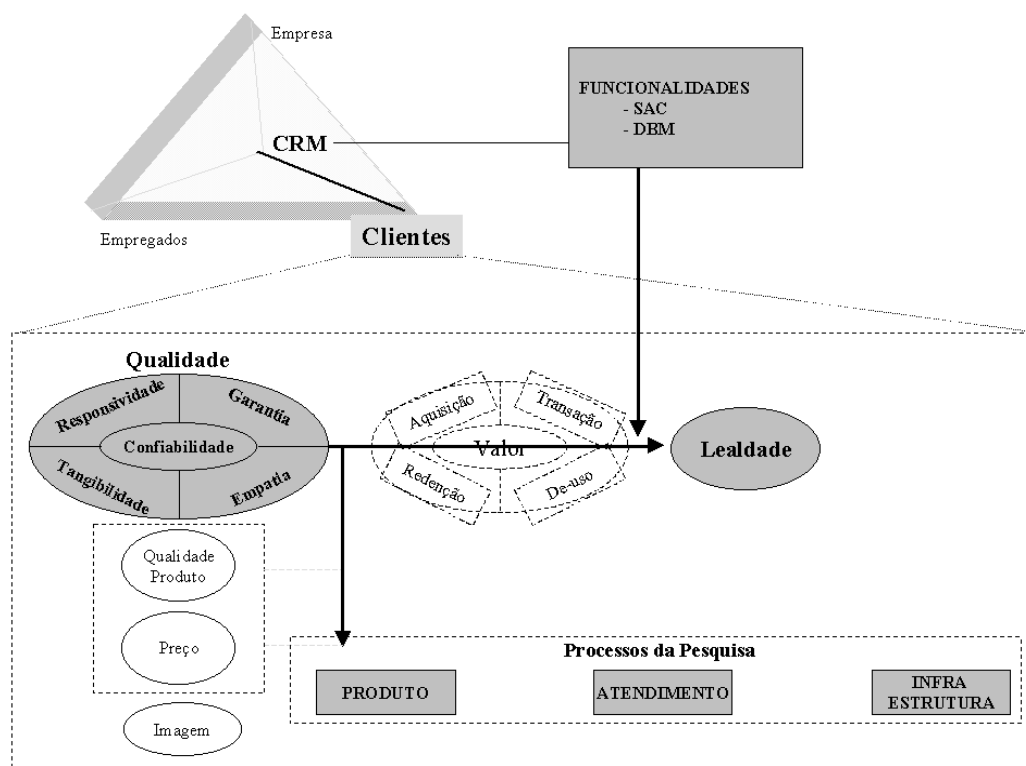 Empresa
FUNCIONALIDADES
- SAC
- DBM
CRM
Empregados
Clientes
Qualidade
Responsividade
Garantia
Confiabilidade
Tangibilidade
Empatia
Aquisição
Transação
Valor
Redenção
De-uso
Lealdade
Qualidade
Produto
Preço
Imagem
Processos da Pesquisa
PRODUTO
ATENDIMENTO
INFRA
ESTRUTURA